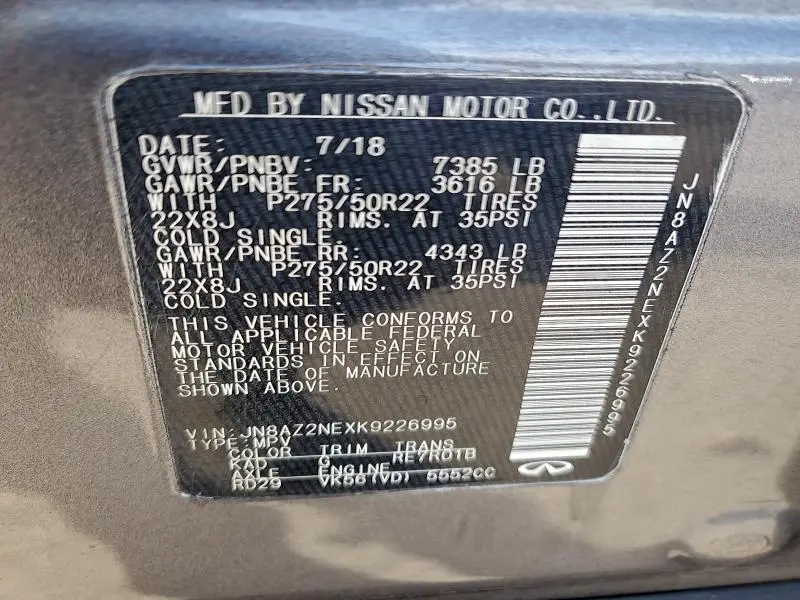 MFD BY NISSAN MOTOR CO.,LTD.
DATE: 7/18
GVWR/PNBV: 7385 LB
GAWR/PNBE FR: 3616 LB
WITH P275/50R22 TIRES
22X8J RIMS. AT 35PSI
COLD SINGLE.
GAWR/PNBE RR: 4343 LB
WITH P275/50R22 TIRES
22X8J RIMS. AT 35PSI
COLD SINGLE.
THIS VEHICLE CONFORMS TO
ALL APPLICABLE FEDERAL
MOTOR VEHICLE SAFETY
STANDARDS IN EFFECT ON
THE DATE OF MANUFACTURE
SHOWN ABOVE.
VIN: JN8AZ2NEXK9226995
TYPE: MPV
COLOR TRIM TRANS
KAD G RE7R01B
AXLE ENGINE
RD29 VK56(VD) 5552CC
JN8AZ2NEXK9226995